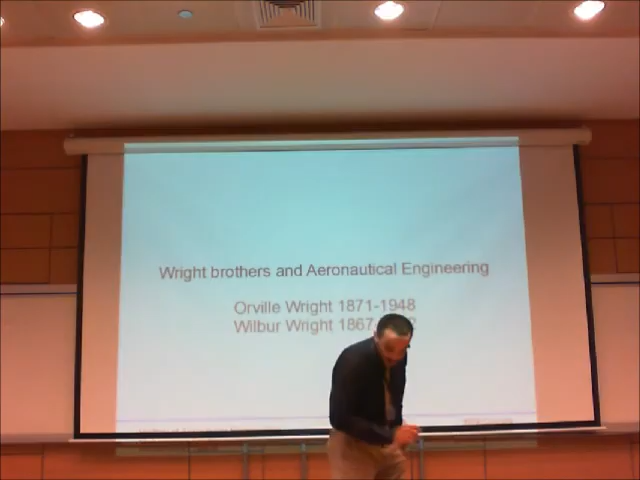 Wright brothers and Aeronautical Engineering
Orville Wright 1871-1948
Wilbur Wright 1867